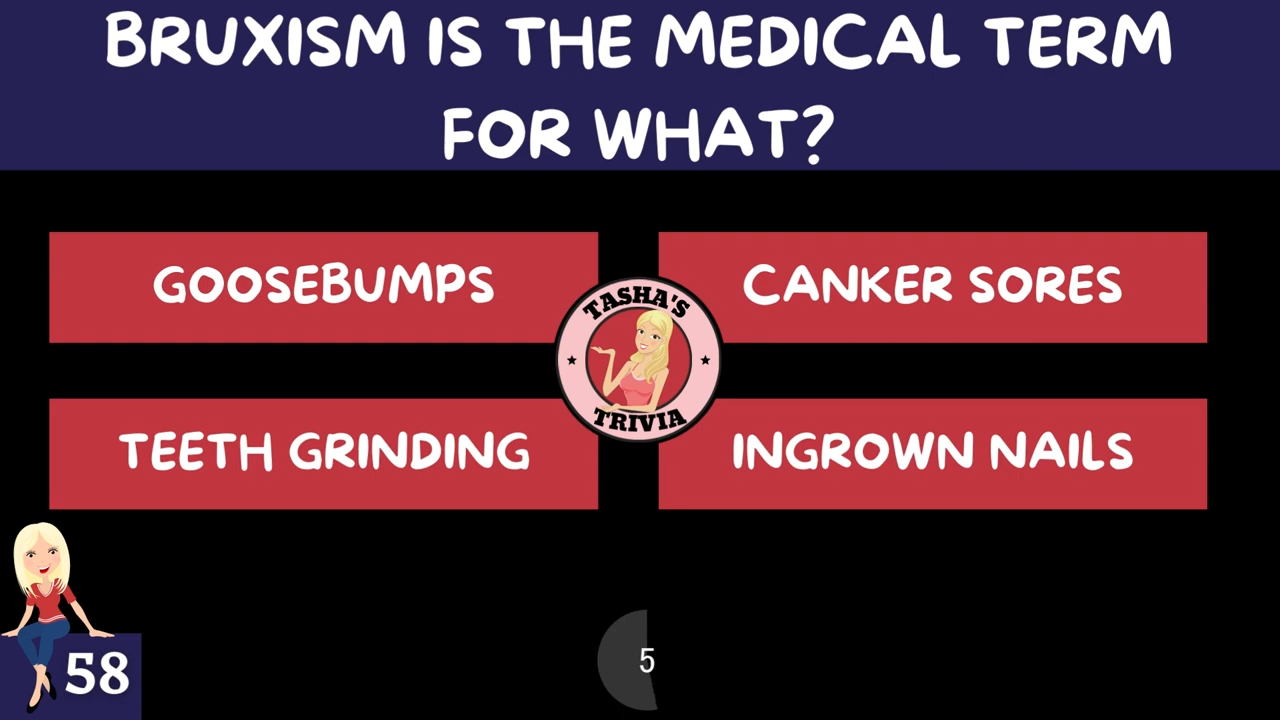 BRUXISM IS THE MEDICAL TERM
FOR WHAT?
GOOSEBUMPS
CANKER SORES
TASHA'S
TRIVIA
TEETH GRINDING
INGROWN NAILS
58
5